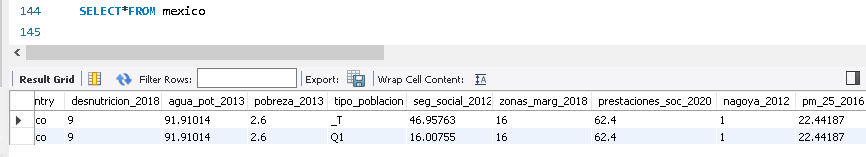 144 SELECT*FROM mexico
145
Result Grid Filter Rows: Export: Wrap Cell Content: IA
ntry desnutricion_2018 agua_pot_2013 pobreza_2013 tipo_poblacion seg_social_2012 zonas_marg_2018 prestaciones_soc_2020 nagoya_2012 pm_25_2016
co 9 91.91014 2.6 _T 46.95763 16 62.4 1 22.44187
co 9 91.91014 2.6 Q1 16.00755 16 62.4 1 22.44187